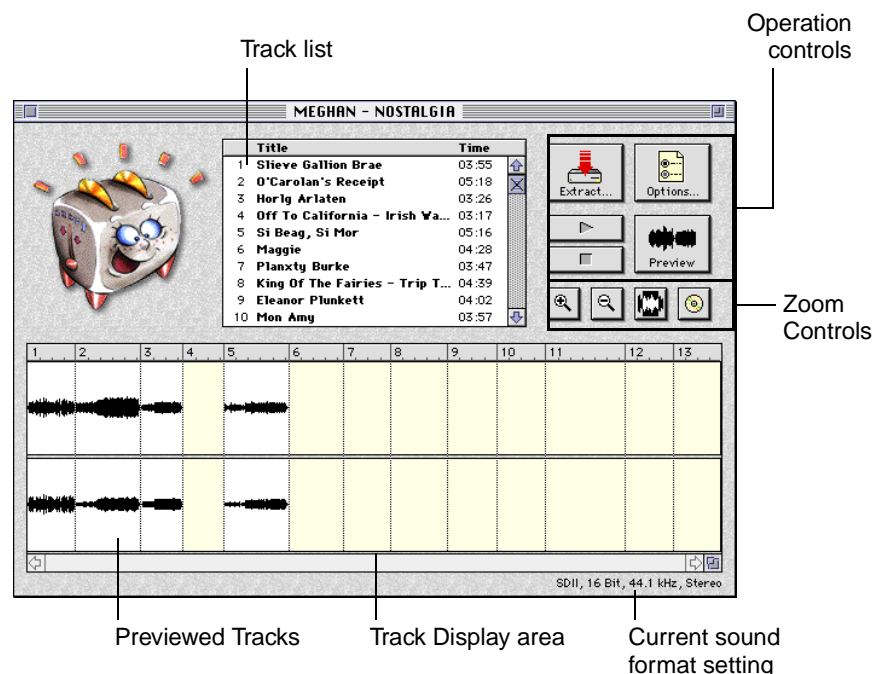 Operation
controls
Track list
MEGHAN - NOSTALGIA
Title Time
1 Slieve Gallion Brae 03:55
2 O'Carolan's Receipt 05:18
3 Horly Arlaten 03:26
4 Off To California - Irish Wa... 03:17
5 Si Beag, Si Mor 05:16
6 Maggie 04:28
7 Planxty Burke 03:47
8 King Of The Fairies - Trip T... 04:39
9 Eleanor Plunkett 04:02
10 Mon Amy 03:57
Extract... Options...
Preview
Zoom
Controls
1 2 3 4 5 6 7 8 9 10 11 12 13
SDII, 16 Bit, 44.1 kHz, Stereo
Previewed Tracks Track Display area Current sound
format setting